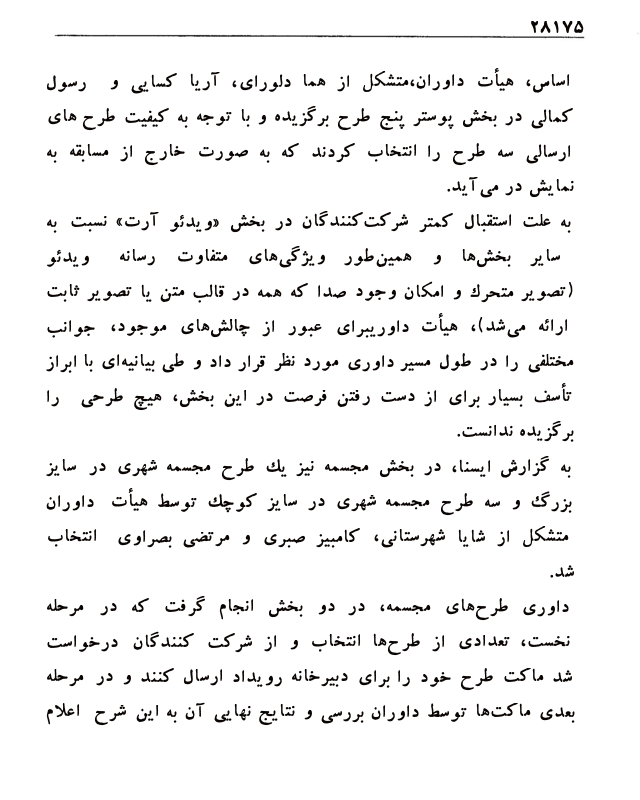 ۲۸۱۷۵
اساس، هیأت داوران،متشکل از هما دلورای، آریا کسایی و رسول
کمالی در بخش پوستر پنج طرح برگزیده و با توجه به کیفیت طرح های
ارسالی سه طرح را انتخاب کردند که به صورت خارج از مسابقه به
نمایش در می‌آید.
به علت استقبال کمتر شرکت‌کنندگان در بخش «ویدئو آرت» نسبت به
سایر بخش‌ها و همین‌طور ویژگی‌های متفاوت رسانه ویدئو
(تصویر متحرك و امکان وجود صدا که همه در قالب متن یا تصویر ثابت
ارائه می‌شد)، هیأت داوریبرای عبور از چالش‌های موجود، جوانب
مختلفی را در طول مسیر داوری مورد نظر قرار داد و طی بیانیه‌ای با ابراز
تأسف بسیار برای از دست رفتن فرصت در این بخش، هیچ طرحی را
برگزیده ندانست.
به گزارش ایسنا، در بخش مجسمه نیز یك طرح مجسمه شهری در سایز
بزرگ و سه طرح مجسمه شهری در سایز کوچك توسط هیأت داوران
متشکل از شایا شهرستانی، کامبیز صبری و مرتضی بصراوی انتخاب
شد.
داوری طرح‌های مجسمه، در دو بخش انجام گرفت که در مرحله
نخست، تعدادی از طرح‌ها انتخاب و از شرکت کنندگان درخواست
شد ماکت طرح خود را برای دبیرخانه رویداد ارسال کنند و در مرحله
بعدی ماکت‌ها توسط داوران بررسی و نتایج نهایی آن به این شرح اعلام